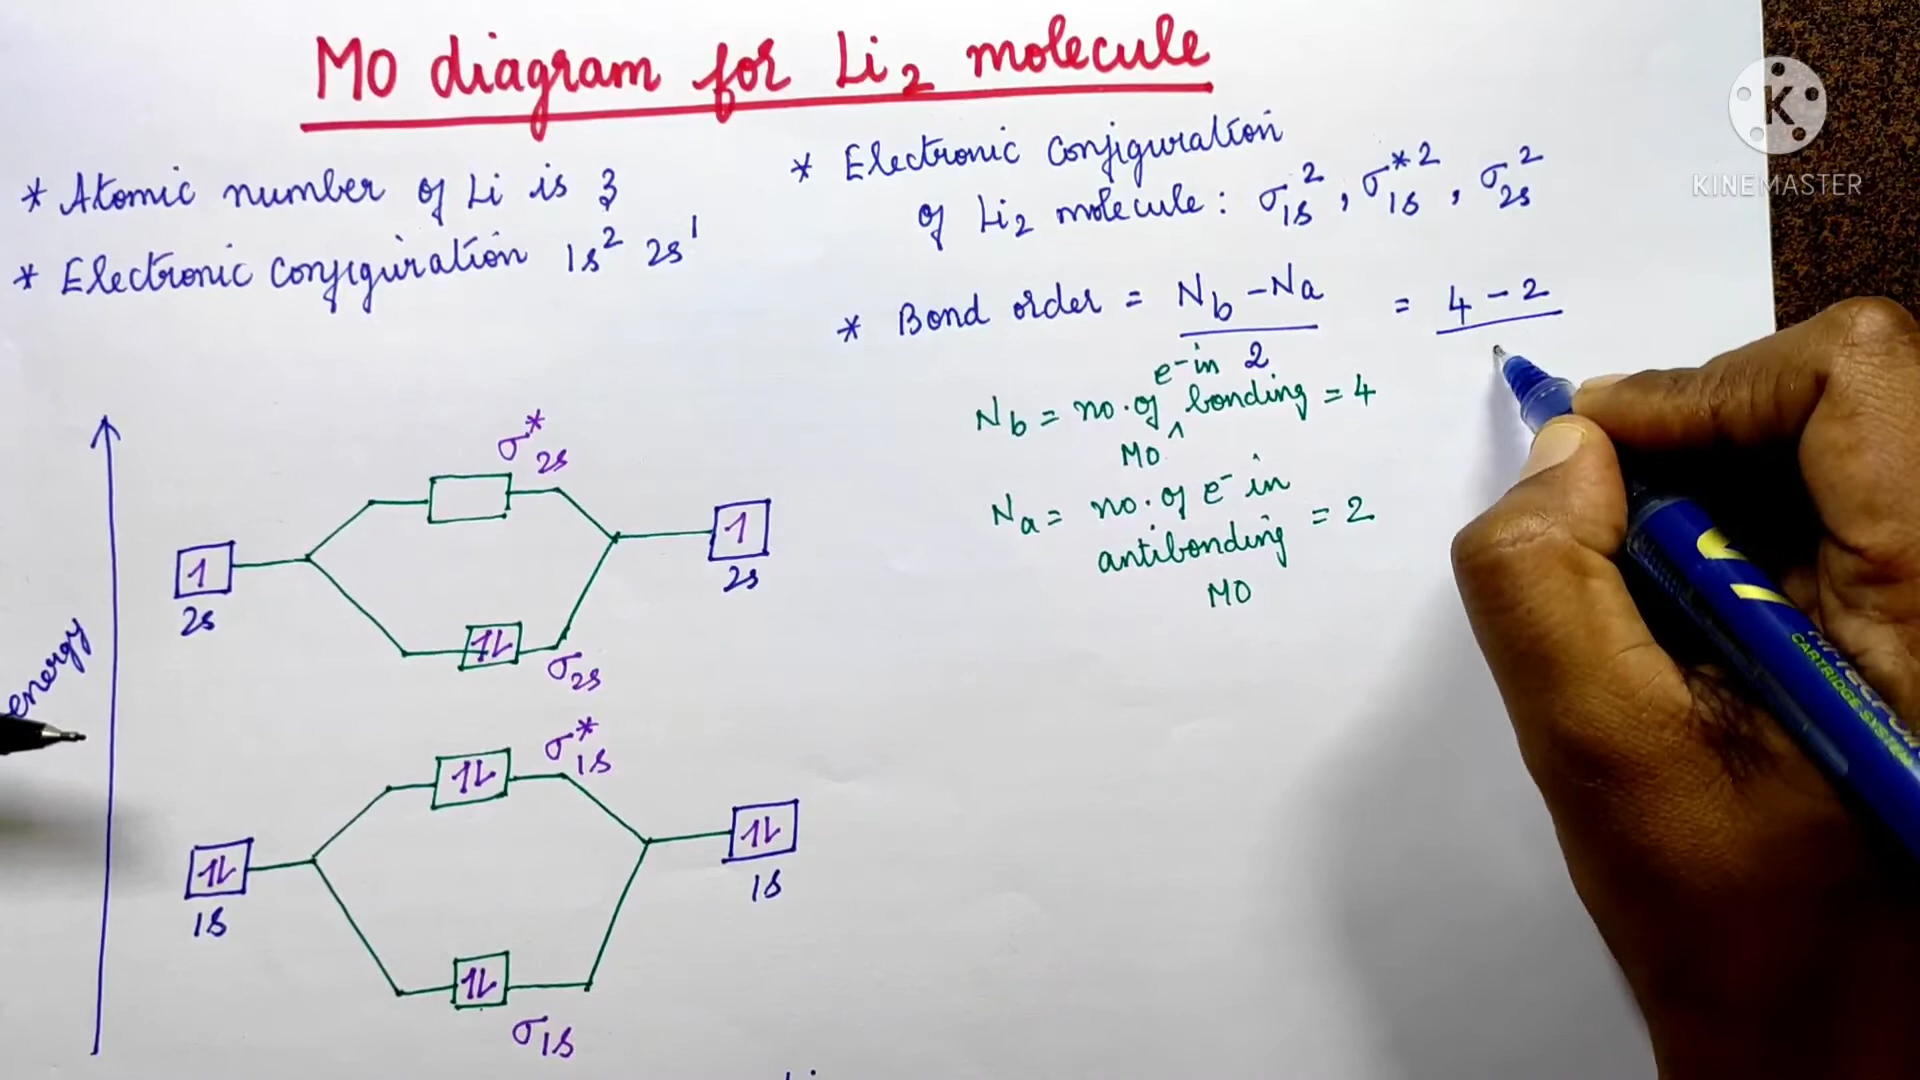 MO diagram for Li₂ molecule
* Atomic number of Li is 3
* Electronic configuration 1s² 2s¹
* Electronic configuration
of Li₂ molecule: σ1s², σ*1s², σ2s²
* Bond order = Nb - Na / 2 = 4 - 2
Nb = no. of e⁻ in bonding = 4
MO
Na = no. of e⁻ in
antibonding = 2
MO
energy
σ*2s
1
2s
1
2s
1L
σ2s
σ*1s
1L
1L
1s
1L
1s
1L
σ1s
K
KINEMASTER
CARTRIDGE SYSTEM